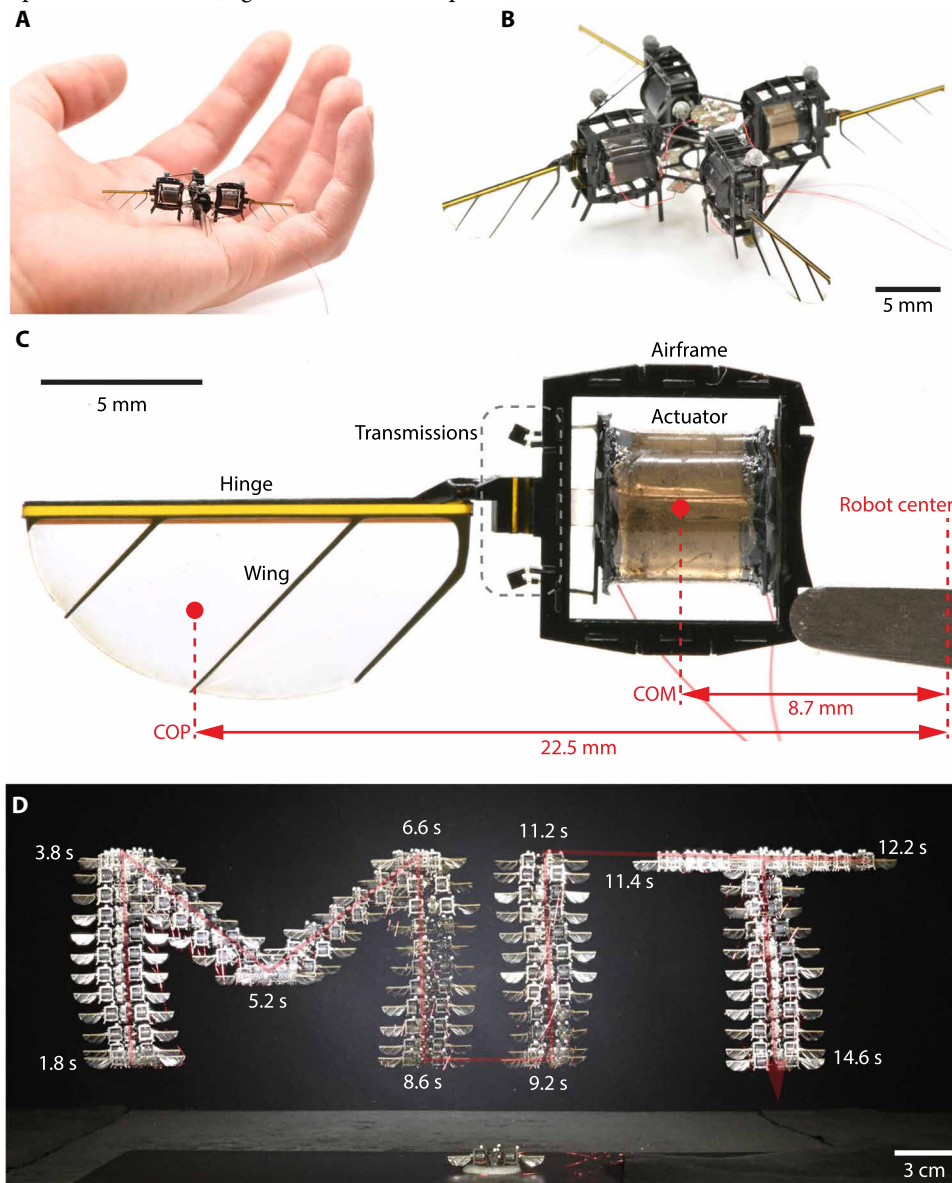 A
B
5 mm
C
Airframe
5 mm
Actuator
Transmissions
Hinge
Robot center
Wing
COM
8.7 mm
COP
22.5 mm
D
6.6 s
11.2 s
3.8 s
12.2 s
11.4 s
5.2 s
1.8 s
14.6 s
8.6 s
9.2 s
3 cm